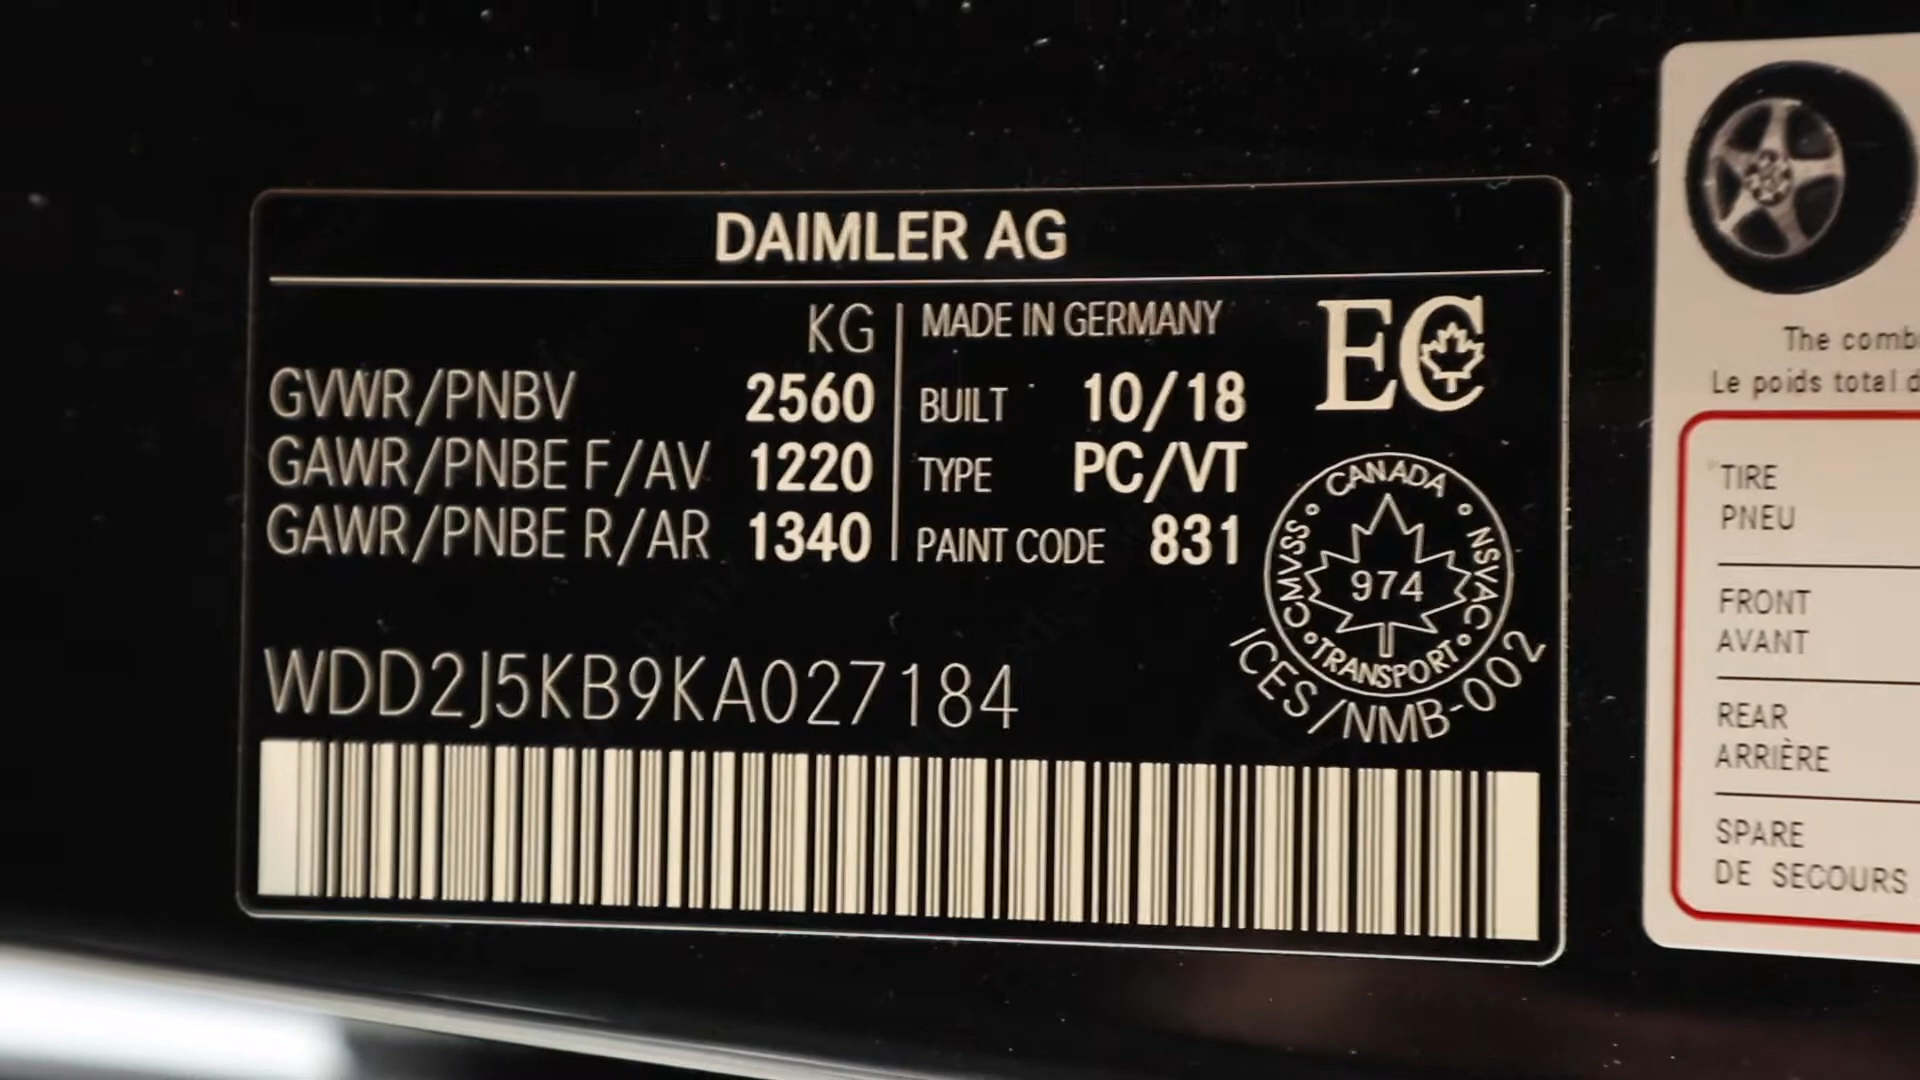 DAIMLER AG
KG
GVWR/PNBV 2560
GAWR/PNBE F/AV 1220
GAWR/PNBE R/AR 1340
MADE IN GERMANY
BUILT 10/18
TYPE PC/VT
PAINT CODE 831
EC
CANADA
CMVSS
NSVAC
974
TRANSPORT
ICES/NMB-002
WDD2J5KB9KA027184
The comb
Le poids total d
TIRE
PNEU
FRONT
AVANT
REAR
ARRIÈRE
SPARE
DE SECOURS